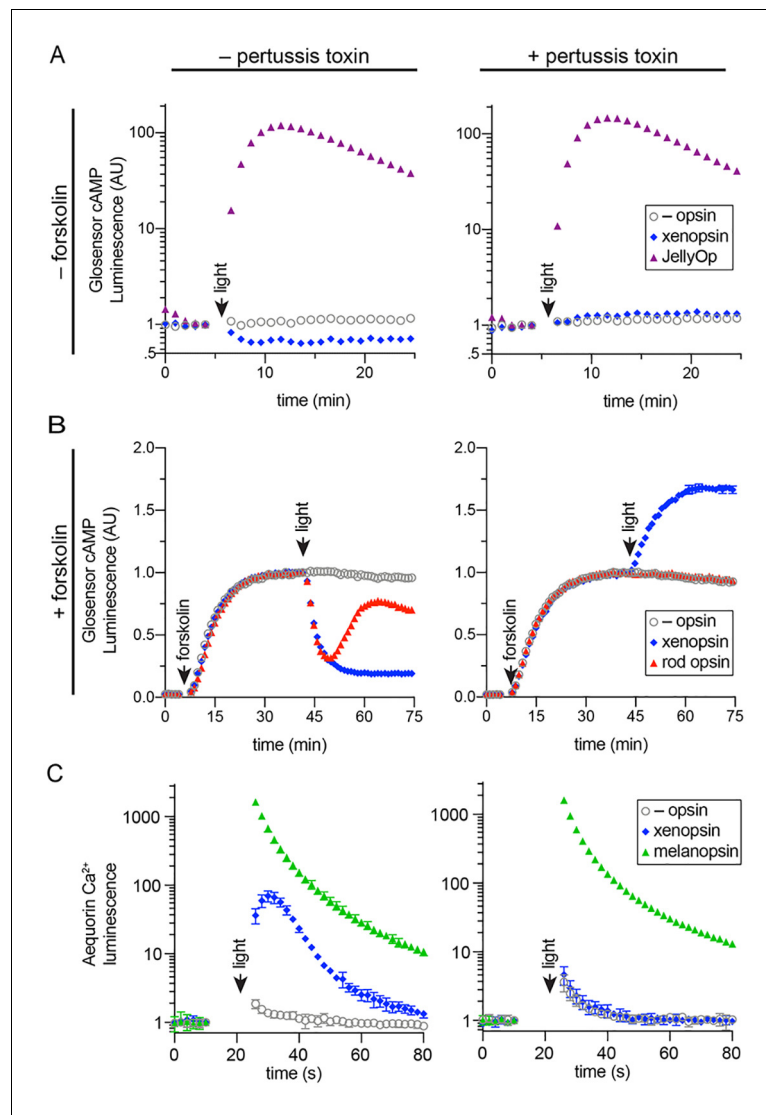 A
– pertussis toxin
+ pertussis toxin
– forskolin
Glosensor cAMP
Luminescence (AU)
100
10
1
.5
light
0
10
20
time (min)
100
10
1
.5
light
– opsin
xenopsin
JellyOp
0
10
20
time (min)
B
+ forskolin
Glosensor cAMP
Luminescence (AU)
2.0
1.5
1.0
0.5
0.0
forskolin
light
0
15
30
45
60
75
time (min)
2.0
1.5
1.0
0.5
0.0
forskolin
light
– opsin
xenopsin
rod opsin
0
15
30
45
60
75
time (min)
C
Aequorin Ca²⁺
luminescence
1000
100
10
1
light
0
20
40
60
80
time (s)
1000
100
10
1
light
– opsin
xenopsin
melanopsin
0
20
40
60
80
time (s)